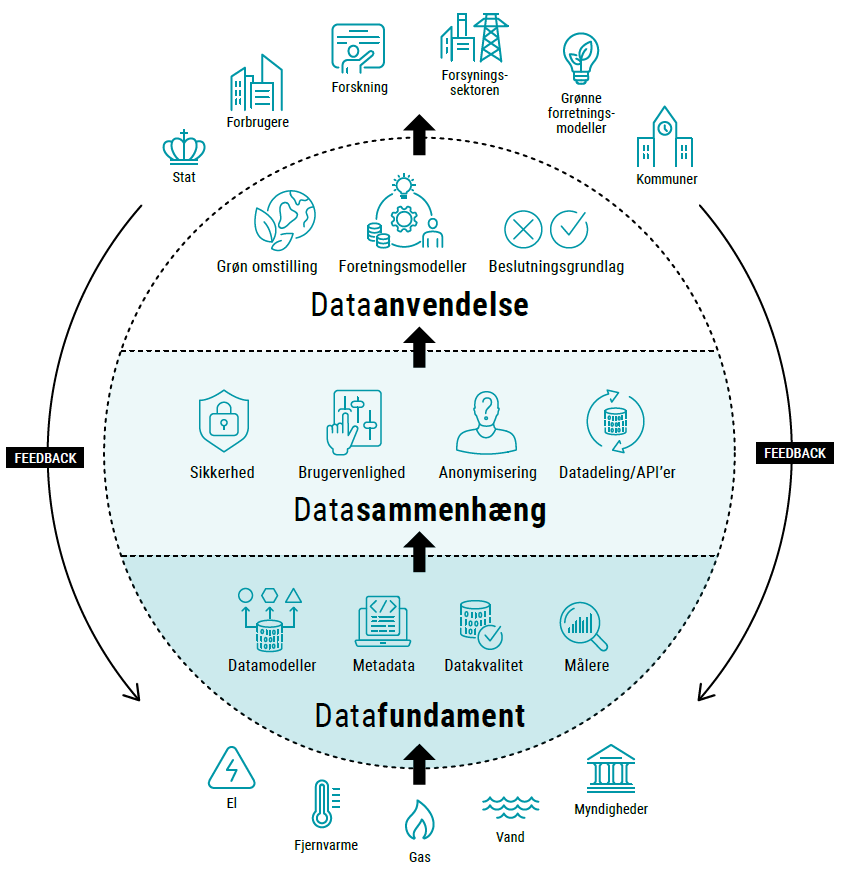 Forskning
Forsynings-
sektoren
Forbrugere
Grønne
forretnings-
modeller
Stat
Kommuner
Grøn omstilling
Foretningsmodeller
Beslutningsgrundlag
Dataanvendelse
Sikkerhed
Brugervenlighed
Anonymisering
Datadeling/API'er
FEEDBACK
FEEDBACK
Datasammenhæng
Datamodeller
Metadata
Datakvalitet
Målere
Datafundament
El
Fjernvarme
Gas
Vand
Myndigheder